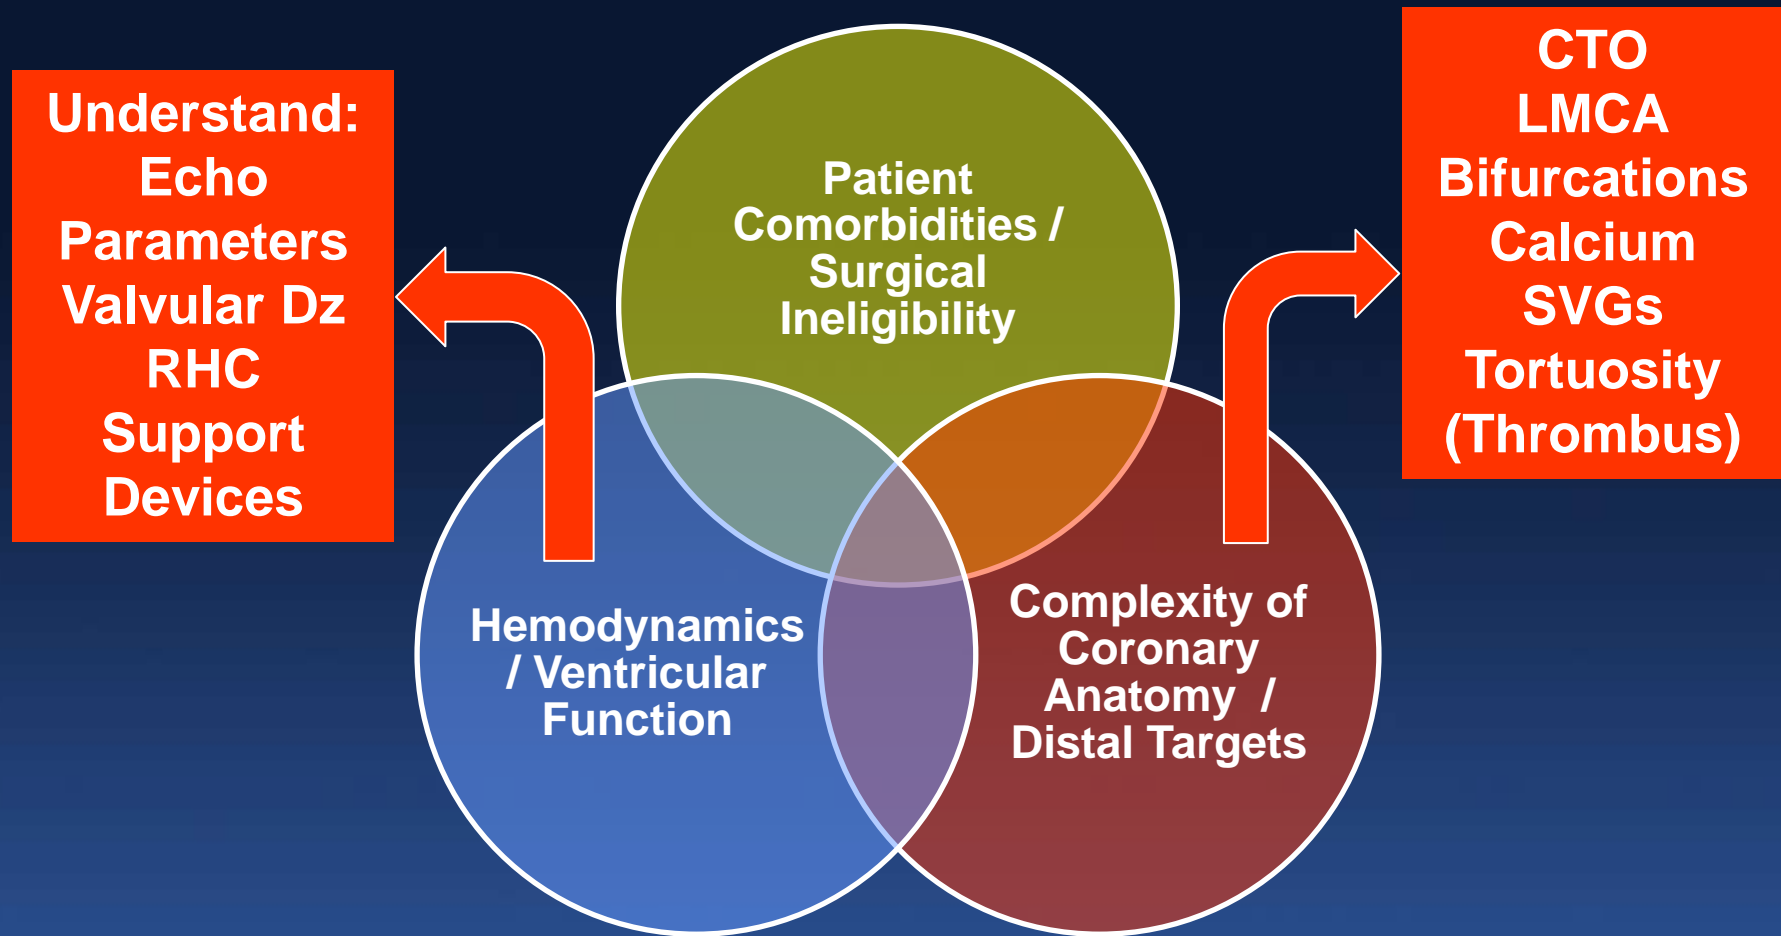 Understand:
Echo
Parameters
Valvular Dz
RHC
Support
Devices
Patient
Comorbidities /
Surgical
Ineligibility
CTO
LMCA
Bifurcations
Calcium
SVGs
Tortuosity
(Thrombus)
Hemodynamics
/ Ventricular
Function
Complexity of
Coronary
Anatomy /
Distal Targets